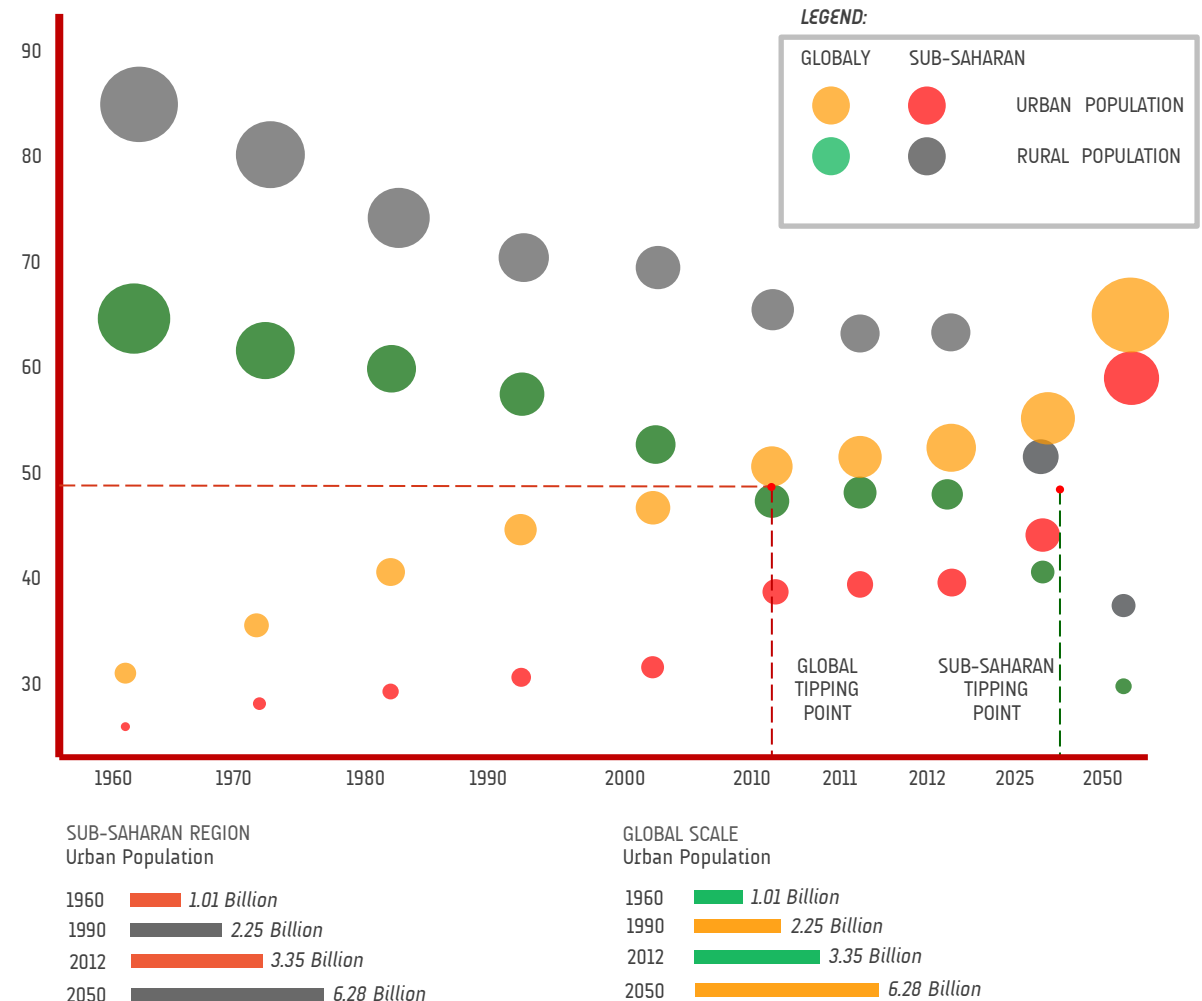 LEGEND:
GLOBALY SUB-SAHARAN
URBAN POPULATION
RURAL POPULATION
90
80
70
60
50
40
30
GLOBAL
TIPPING
POINT
SUB-SAHARAN
TIPPING
POINT
1960 1970 1980 1990 2000 2010 2011 2012 2025 2050
SUB-SAHARAN REGION
Urban Population
1960 1.01 Billion
1990 2.25 Billion
2012 3.35 Billion
2050 6.28 Billion
GLOBAL SCALE
Urban Population
1960 1.01 Billion
1990 2.25 Billion
2012 3.35 Billion
2050 6.28 Billion